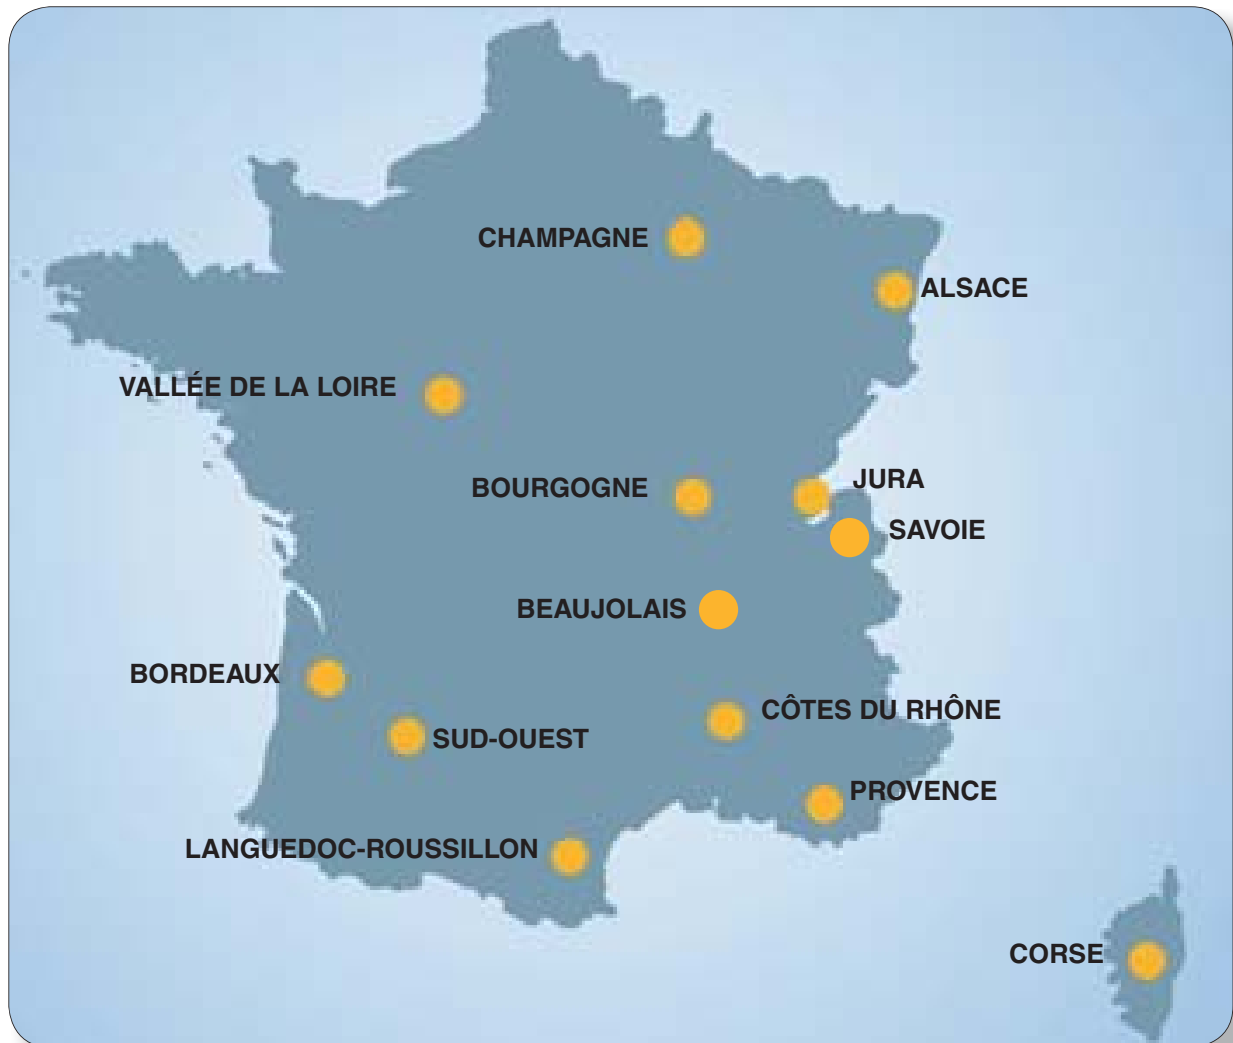 CHAMPAGNE
ALSACE
VALLÉE DE LA LOIRE
JURA
BOURGOGNE
SAVOIE
BEAUJOLAIS
BORDEAUX
CÔTES DU RHÔNE
SUD-OUEST
PROVENCE
LANGUEDOC-ROUSSILLON
CORSE